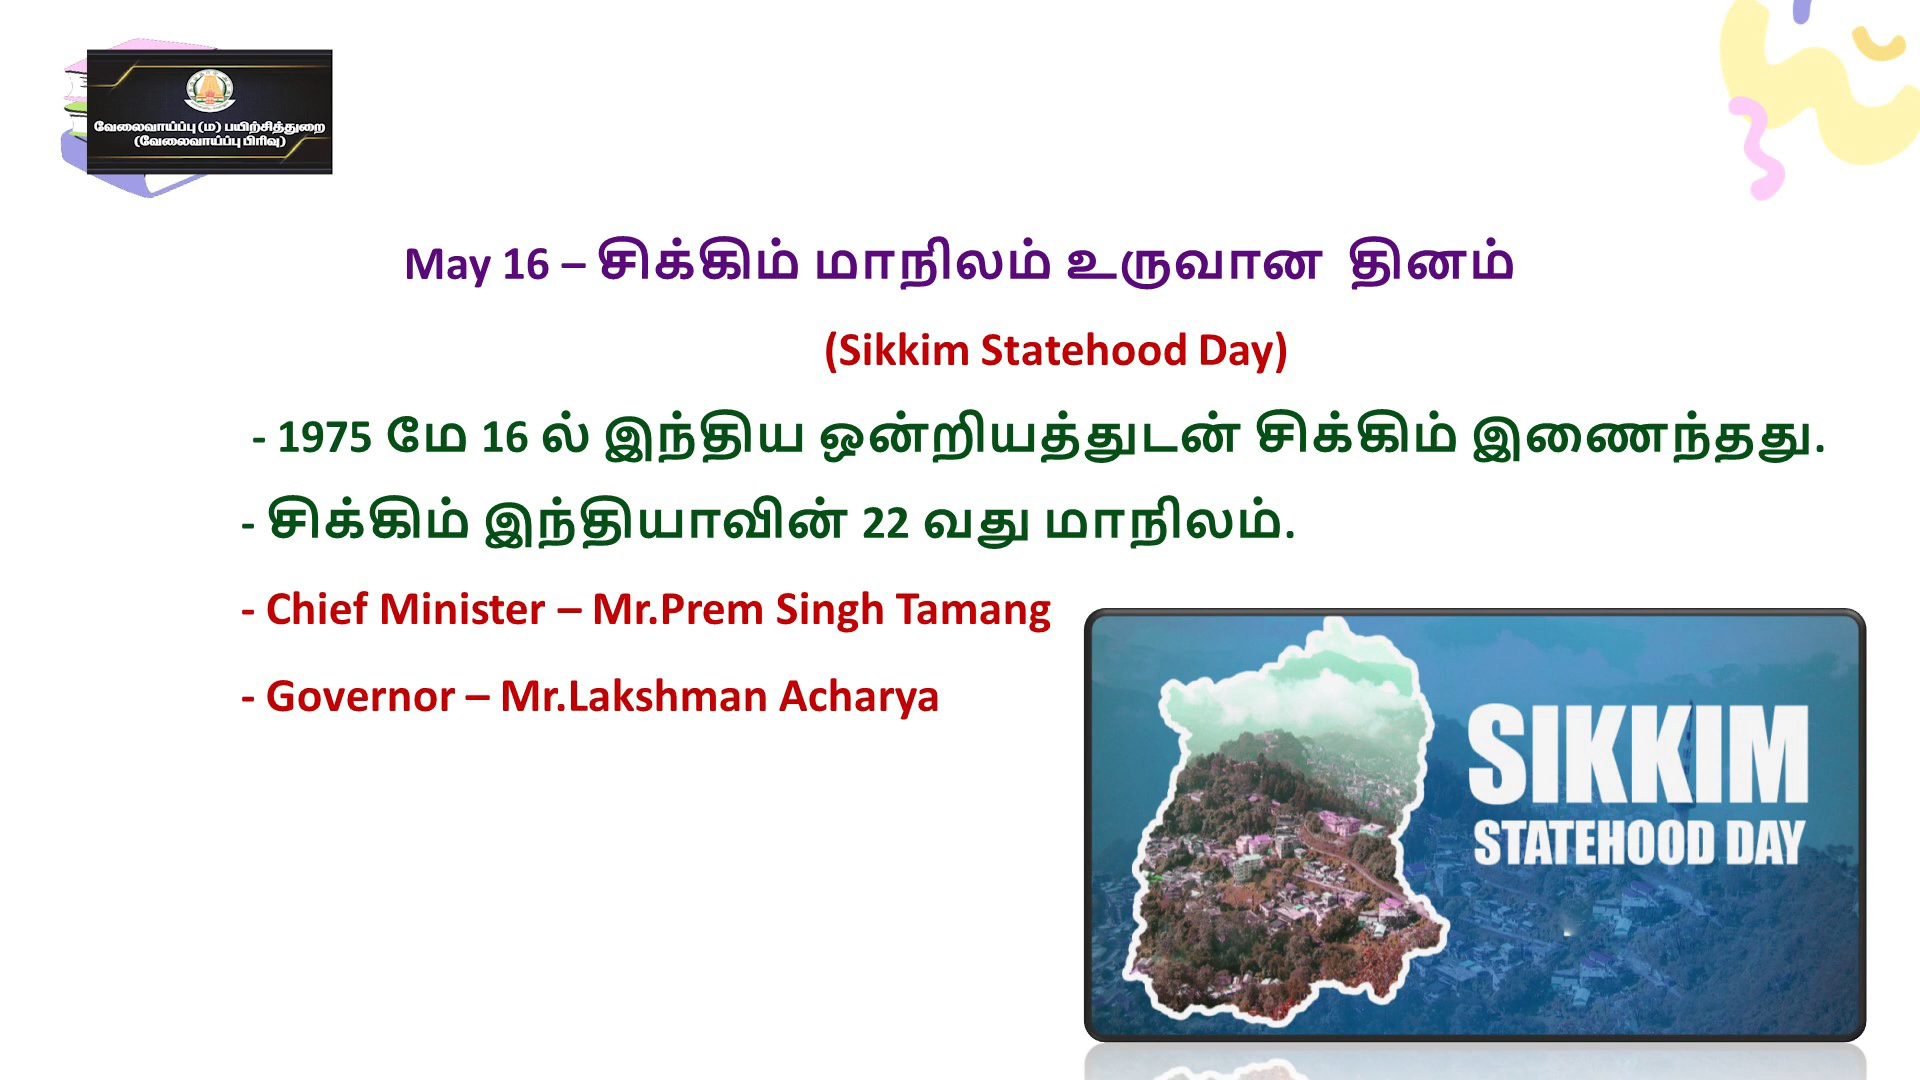 வேலைவாய்ப்பு (ம) பயிற்சித்துறை
(வேலைவாய்ப்பு பிரிவு)
May 16 – சிக்கிம் மாநிலம் உருவான தினம்
(Sikkim Statehood Day)
- 1975 மே 16 ல் இந்திய ஒன்றியத்துடன் சிக்கிம் இணைந்தது.
- சிக்கிம் இந்தியாவின் 22 வது மாநிலம்.
- Chief Minister – Mr.Prem Singh Tamang
- Governor – Mr.Lakshman Acharya
SIKKIM
STATEHOOD DAY